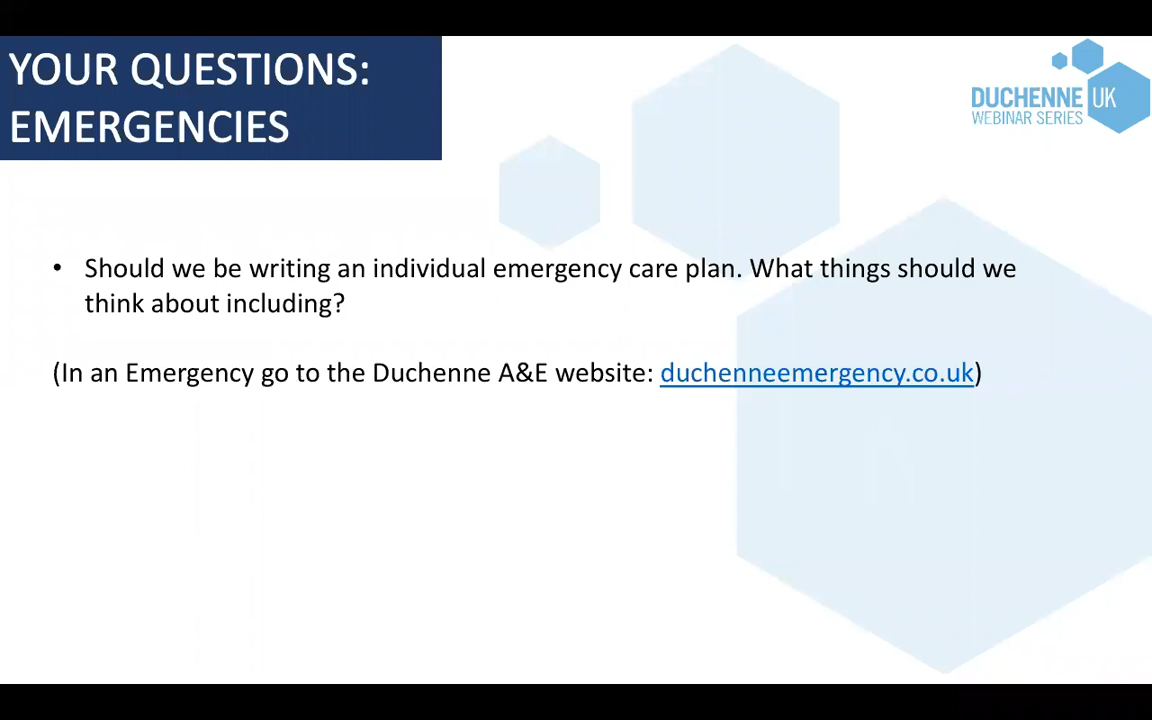 YOUR QUESTIONS:
EMERGENCIES
DUCHENNE UK
WEBINAR SERIES
• Should we be writing an individual emergency care plan. What things should we
think about including?
(In an Emergency go to the Duchenne A&E website: duchenneemergency.co.uk)